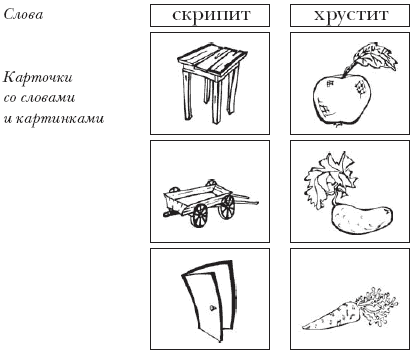 Слова
скрипит
хрустит
Карточки
со словами
и картинками